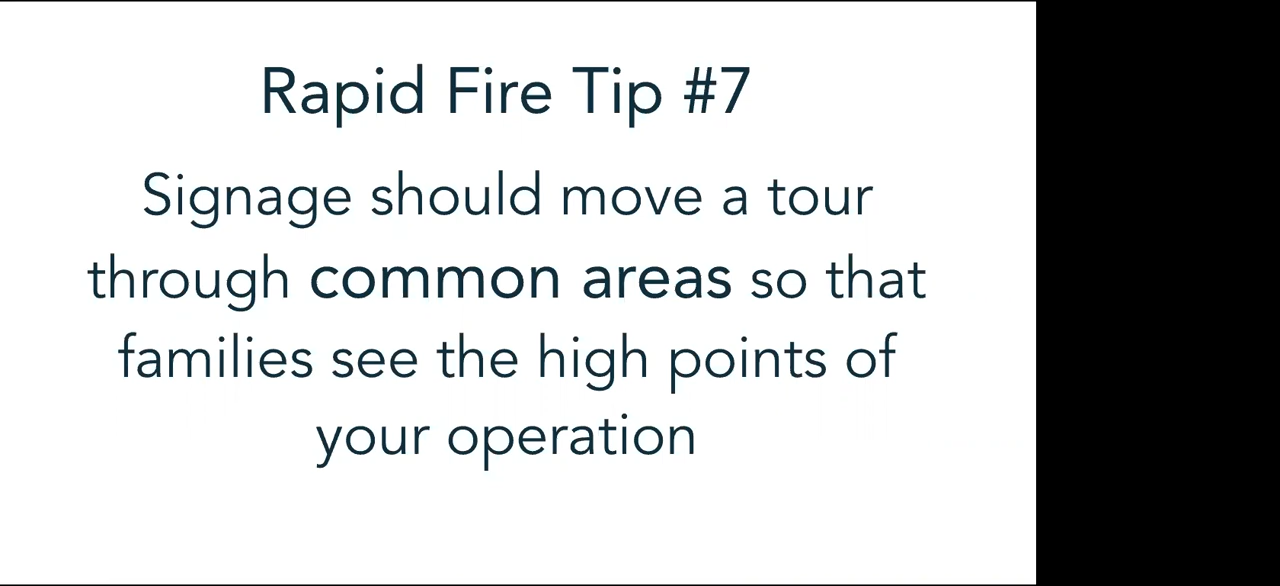 Rapid Fire Tip #7
Signage should move a tour
through common areas so that
families see the high points of
your operation